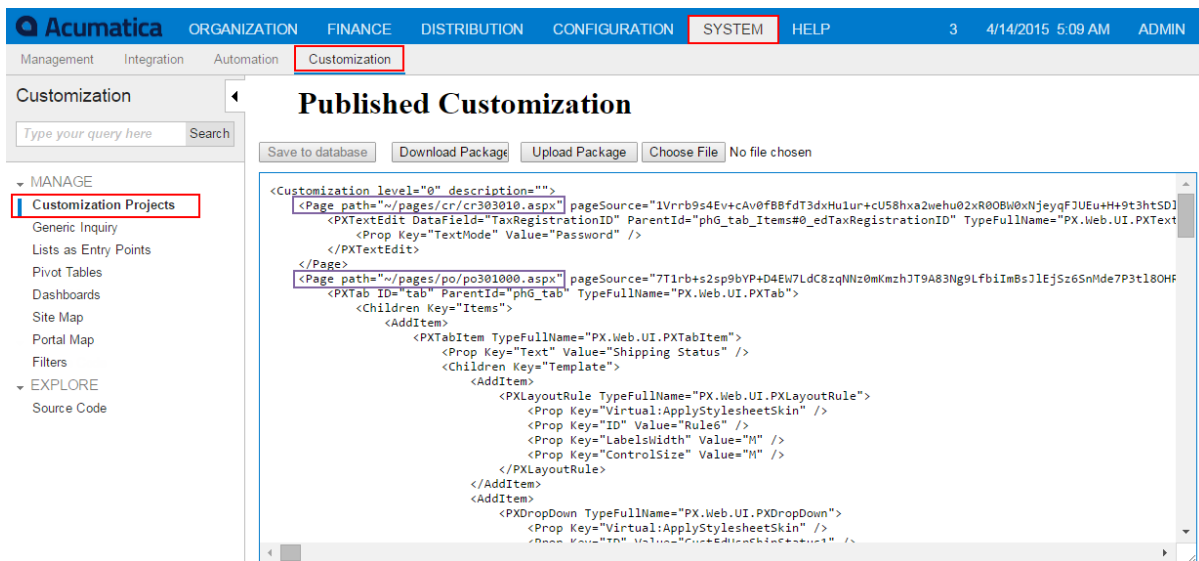 Acumatica ORGANIZATION FINANCE DISTRIBUTION CONFIGURATION SYSTEM HELP 3 4/14/2015 5:09 AM ADMIN
Management Integration Automation Customization
Customization
Published Customization
Type your query here Search
Save to database Download Package Upload Package Choose File No file chosen
MANAGE
Customization Projects
Generic Inquiry
Lists as Entry Points
Pivot Tables
Dashboards
Site Map
Portal Map
Filters
EXPLORE
Source Code
<Customization level="0" description="">
<Page path="~/pages/cr/cr303010.aspx" pageSource="1Vrrb9s4Ev+cAv0fBBfdT3dxHu1ur+cU58hxa2wehu02xR0OBW0xNjeyqFJUEu+H+9t3htSDl
<PXTextEdit DataField="TaxRegistrationID" ParentId="phG_tab_Items#0_edTaxRegistrationID" TypeFullName="PX.Web.UI.PXText
<Prop Key="TextMode" Value="Password" />
</PXTextEdit>
</Page>
<Page path="~/pages/po/po301000.aspx" pageSource="7T1rb+s2sp9bYP+D4EW7LdC8zqNNz0mKmzhJT9A83Ng9LfbiImBsJlEjSz6SnMde7P3tl8OHR
<PXTab ID="tab" ParentId="phG_tab" TypeFullName="PX.Web.UI.PXTab">
<Children Key="Items">
<AddItem>
<PXTabItem TypeFullName="PX.Web.UI.PXTabItem">
<Prop Key="Text" Value="Shipping Status" />
<Children Key="Template">
<AddItem>
<PXLayoutRule TypeFullName="PX.Web.UI.PXLayoutRule">
<Prop Key="Virtual:ApplyStylesheetSkin" />
<Prop Key="ID" Value="Rule6" />
<Prop Key="LabelsWidth" Value="M" />
<Prop Key="ControlSize" Value="M" />
</PXLayoutRule>
</AddItem>
<AddItem>
<PXDropDown TypeFullName="PX.Web.UI.PXDropDown">
<Prop Key="Virtual:ApplyStylesheetSkin" />
<Prop Key="ID" Value="CustEdUsrShipStatus1" />